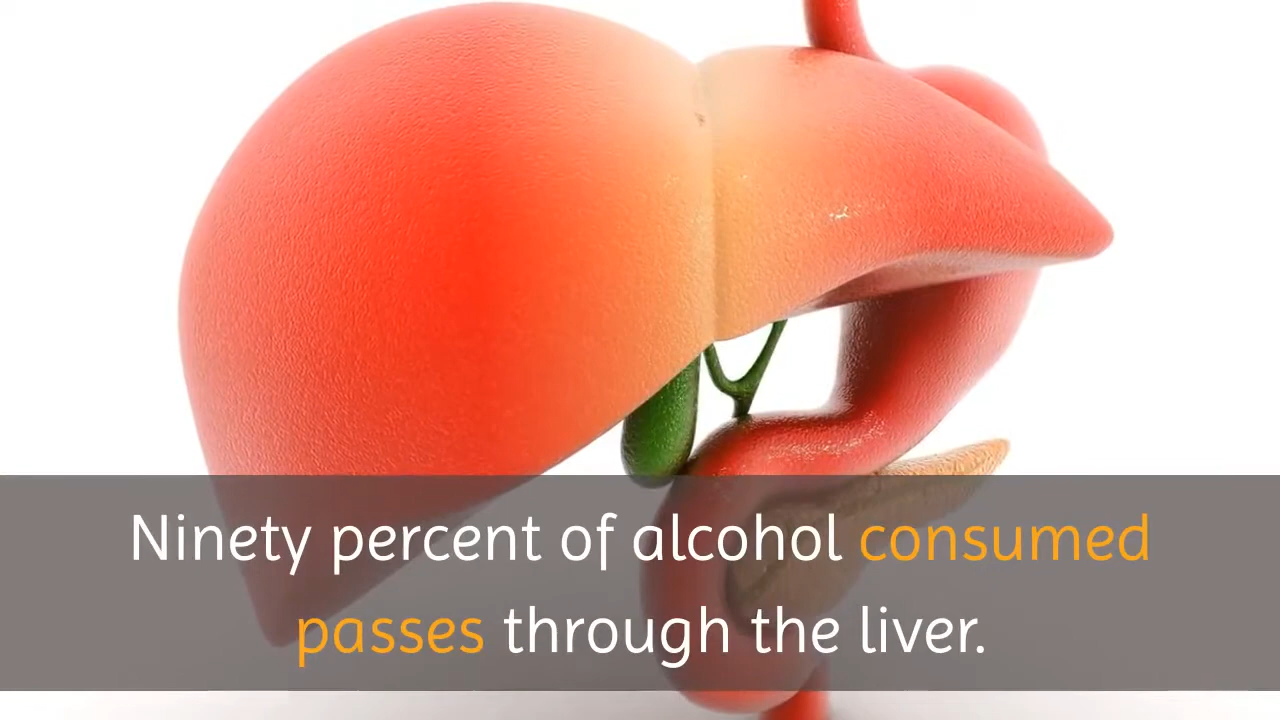 Ninety percent of alcohol consumed
passes through the liver.